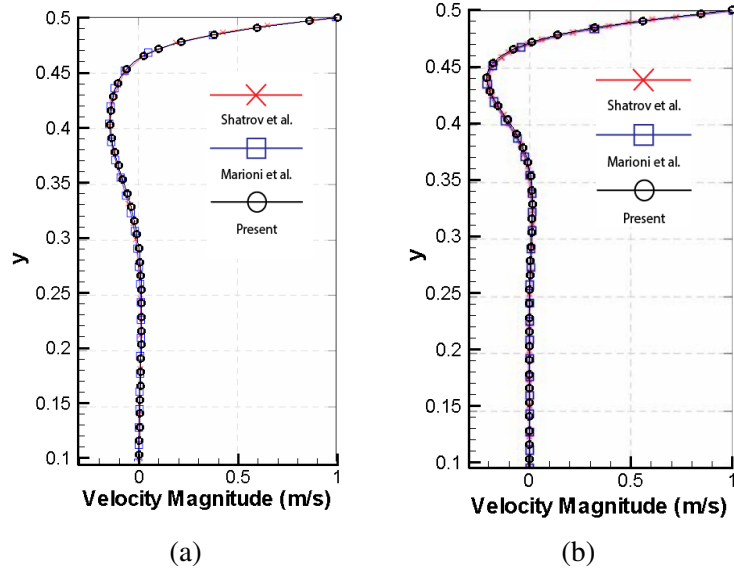 0.5
0.45
0.4
0.35
0.3
0.25
0.2
0.15
0.1
y
Shatrov et al.
Marioni et al.
Present
0
0.5
1
Velocity Magnitude (m/s)
(a)
0.5
0.45
0.4
0.35
0.3
0.25
0.2
0.15
0.1
y
Shatrov et al.
Marioni et al.
Present
0
0.5
1
Velocity Magnitude (m/s)
(b)